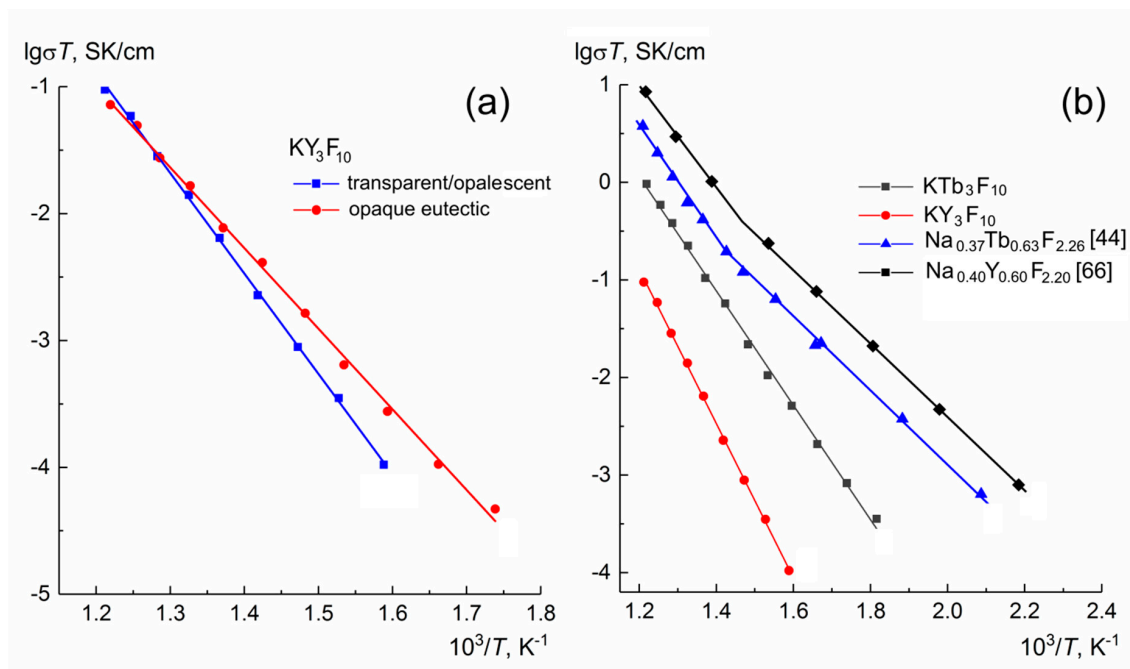 lgσT, SK/cm
(a)
-1
-2
-3
-4
-5
KY3F10
transparent/opalescent
opaque eutectic
1.2 1.3 1.4 1.5 1.6 1.7 1.8
10³/T, K⁻¹
lgσT, SK/cm
(b)
1
0
-1
-2
-3
-4
KTb3F10
KY3F10
Na0.37Tb0.63F2.26 [44]
Na0.40Y0.60F2.20 [66]
1.2 1.4 1.6 1.8 2.0 2.2 2.4
10³/T, K⁻¹